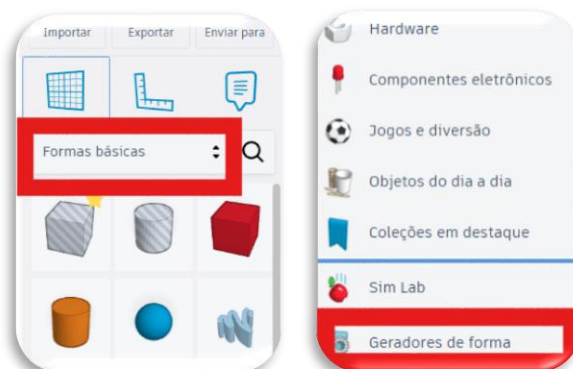 Importar Exportar Enviar para
Formas básicas
Hardware
Componentes eletrônicos
Jogos e diversão
Objetos do dia a dia
Coleções em destaque
Sim Lab
Geradores de forma